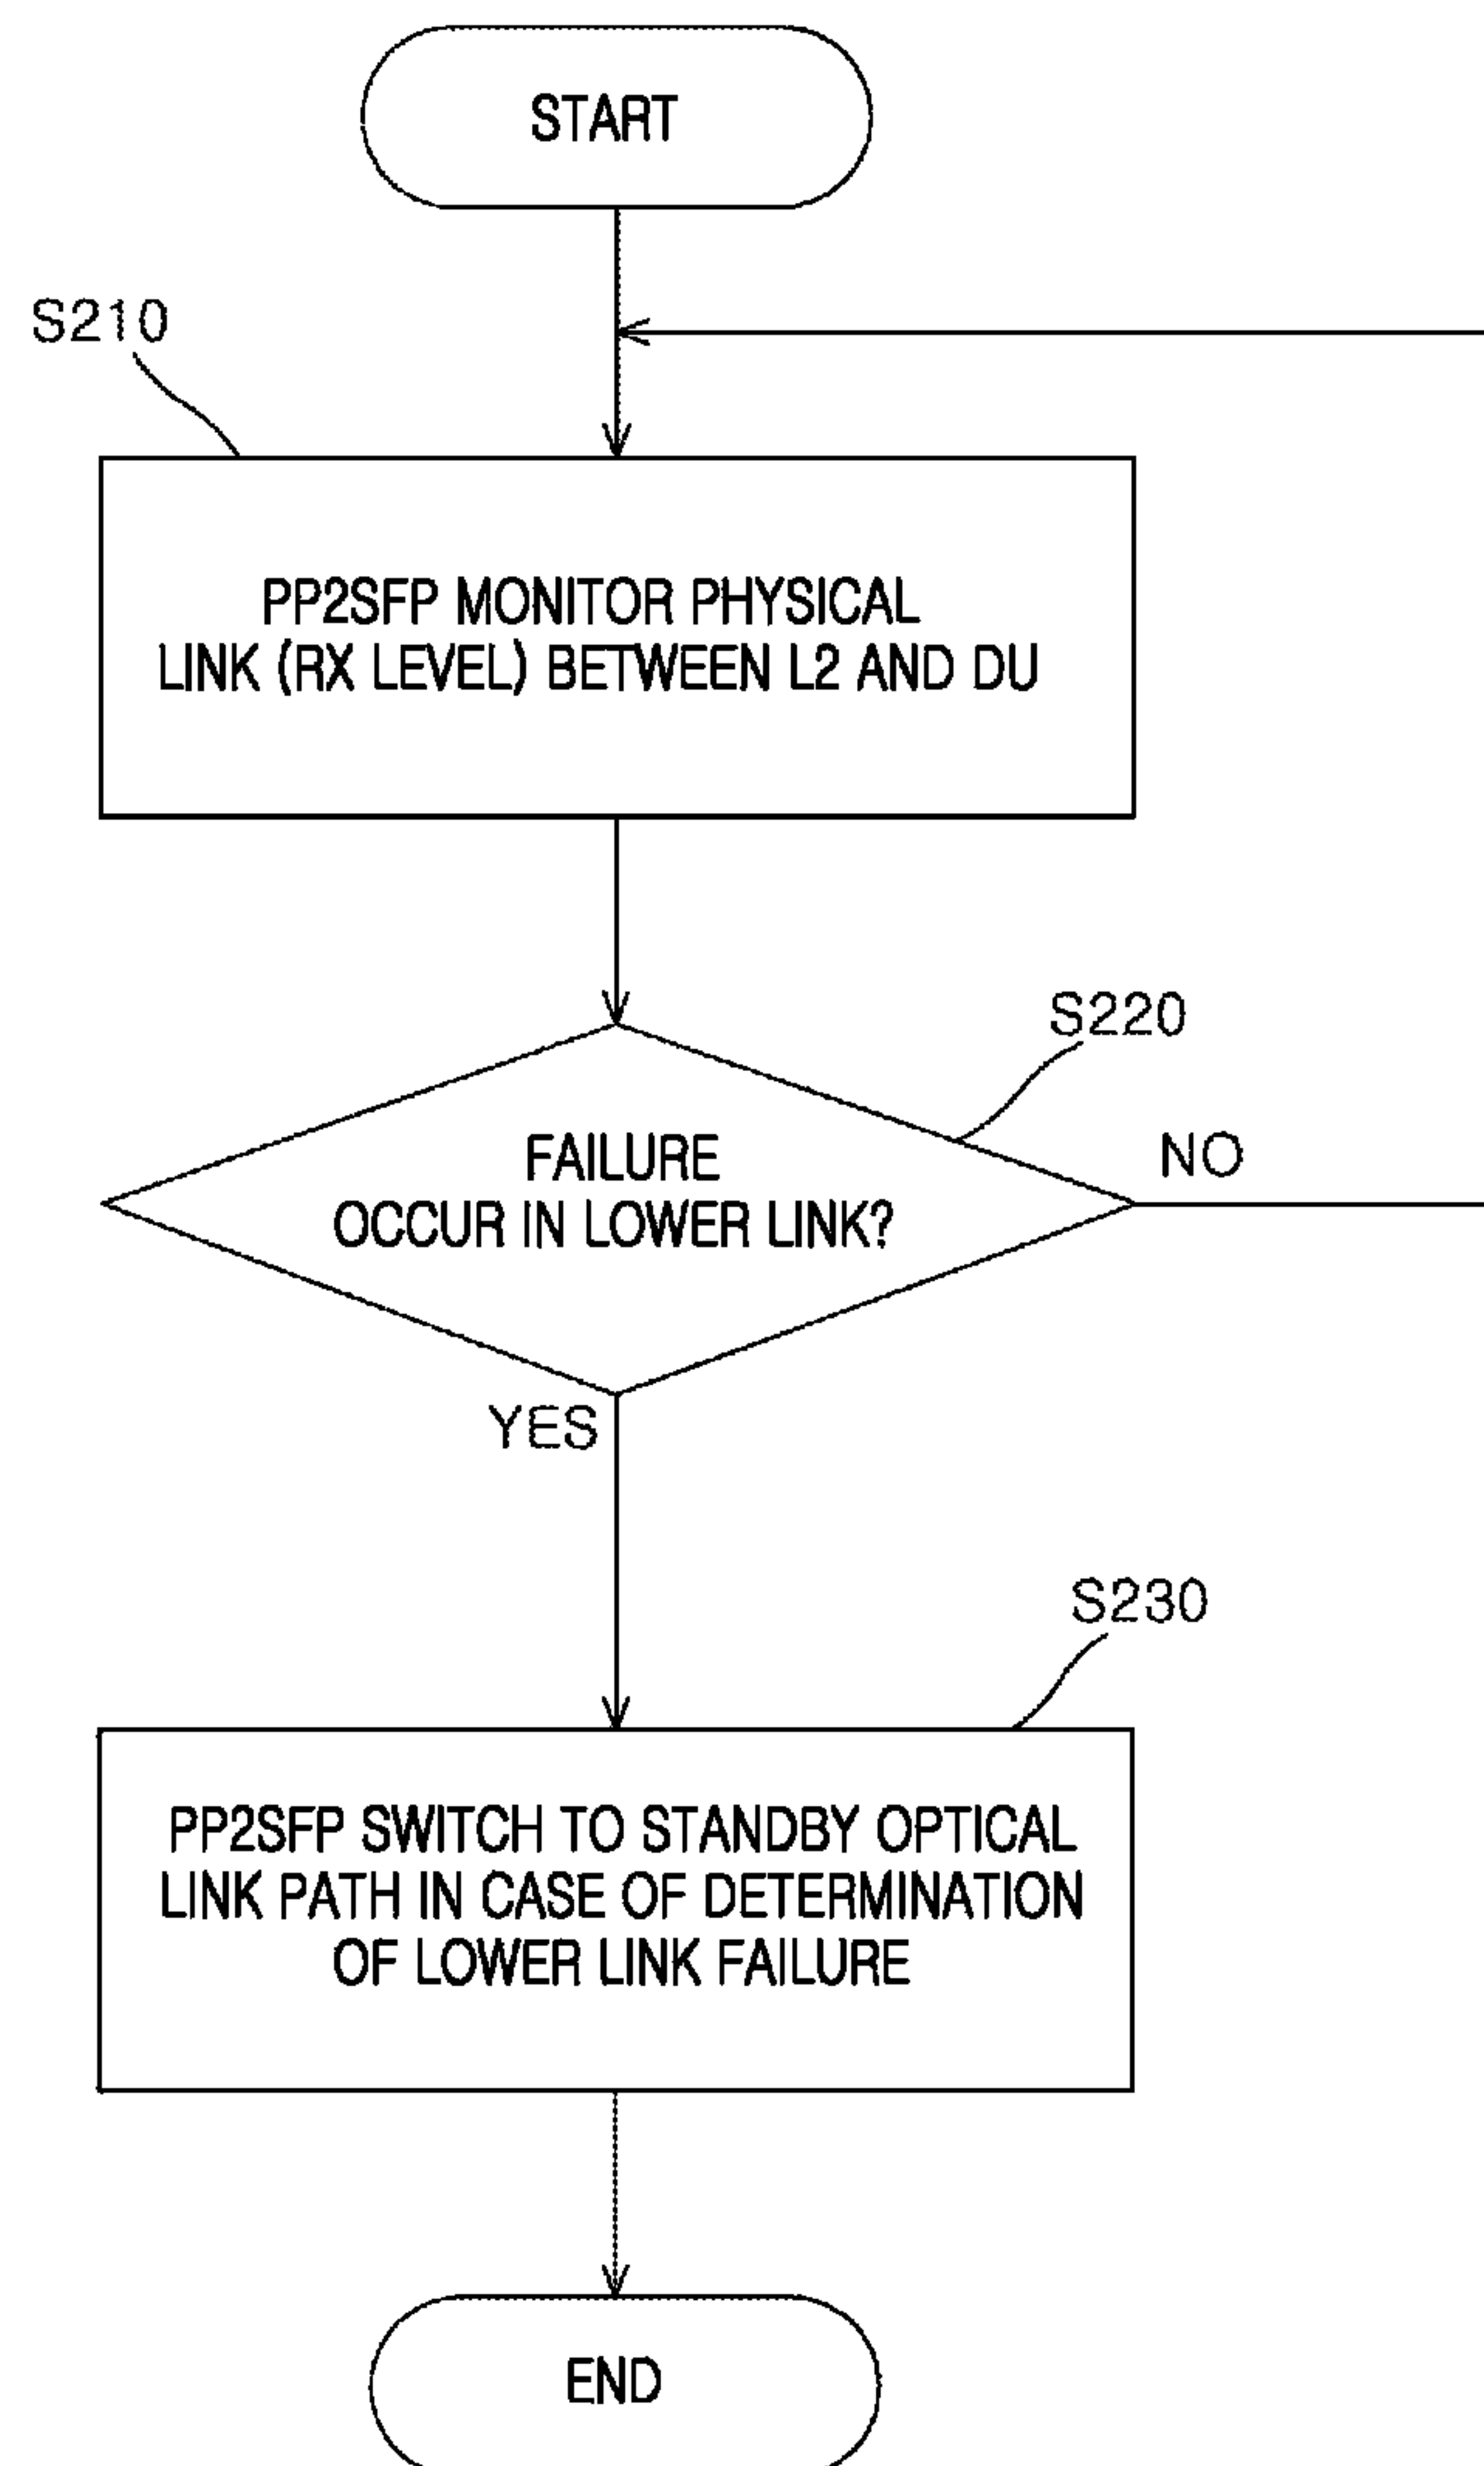 START
S210
PP2SFP MONITOR PHYSICAL
LINK (RX LEVEL) BETWEEN L2 AND DU
S220
FAILURE
OCCUR IN LOWER LINK?
NO
YES
S230
PP2SFP SWITCH TO STANDBY OPTICAL
LINK PATH IN CASE OF DETERMINATION
OF LOWER LINK FAILURE
END